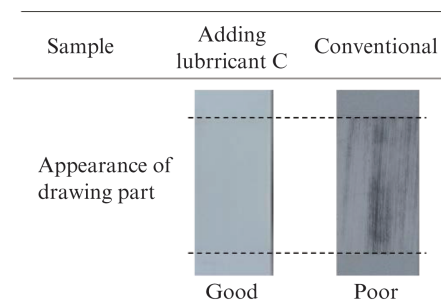 Sample
Adding
lubrricant C
Conventional
Appearance of
drawing part
Good
Poor